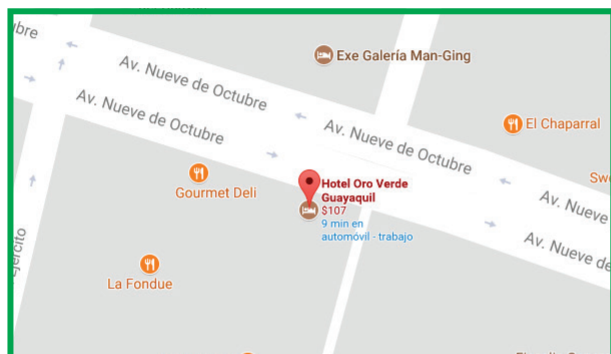 Exe Galería Man-Ging
Av. Nueve de Octubre
Av. Nueve de Octubre
Av. Nueve de Octubre
El Chaparral
Gourmet Deli
Hotel Oro Verde
Guayaquil
$107
9 min en
automóvil - trabajo
Av. Nueve
Av. Nueve de
Ejército
La Fondue